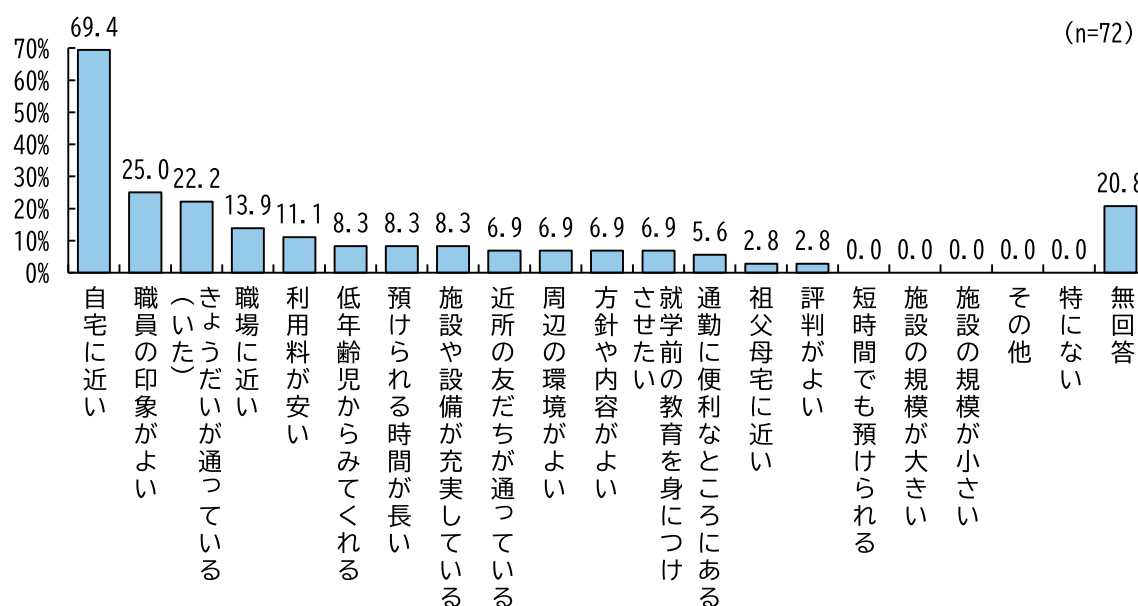 (n=72)
70%
60%
50%
40%
30%
20%
10%
0%
69.4
25.0
22.2
13.9
11.1
8.3
8.3
8.3
6.9
6.9
6.9
6.9
5.6
2.8
2.8
0.0
0.0
0.0
0.0
0.0
20.8
自宅に近い
職員の印象がよい
きょうだいが通っている
(いた)
職場に近い
利用料が安い
低年齢児からみてくれる
預けられる時間が長い
施設や設備が充実している
近所の友だちが通っている
周辺の環境がよい
方針や内容がよい
就学前の教育を身につけ
させたい
通勤に便利なところにある
祖父母宅に近い
評判がよい
短時間でも預けられる
施設の規模が大きい
施設の規模が小さい
その他
特にない
無回答